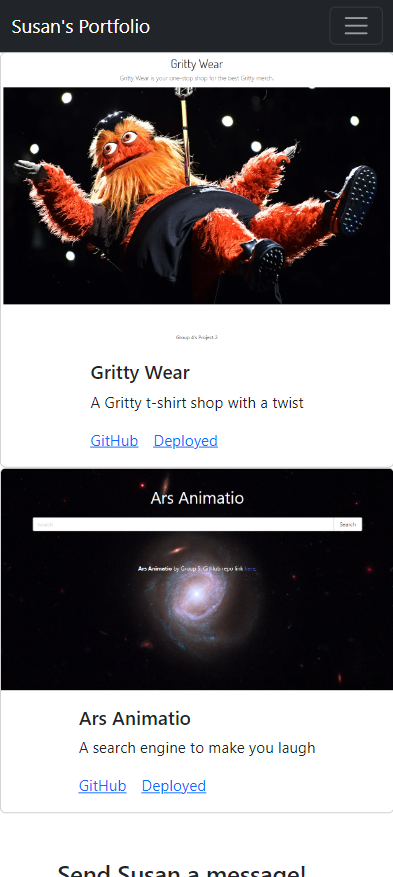 Susan's Portfolio
Gritty Wear
Gritty Wear is your one-stop shop for the best Gritty merch.
Group 4's Project 2
Gritty Wear
A Gritty t-shirt shop with a twist
GitHub Deployed
Ars Animatio
Search Search
Ars Animatio by Group 5. GitHub repo link here.
Ars Animatio
A search engine to make you laugh
GitHub Deployed
Send Susan a message!